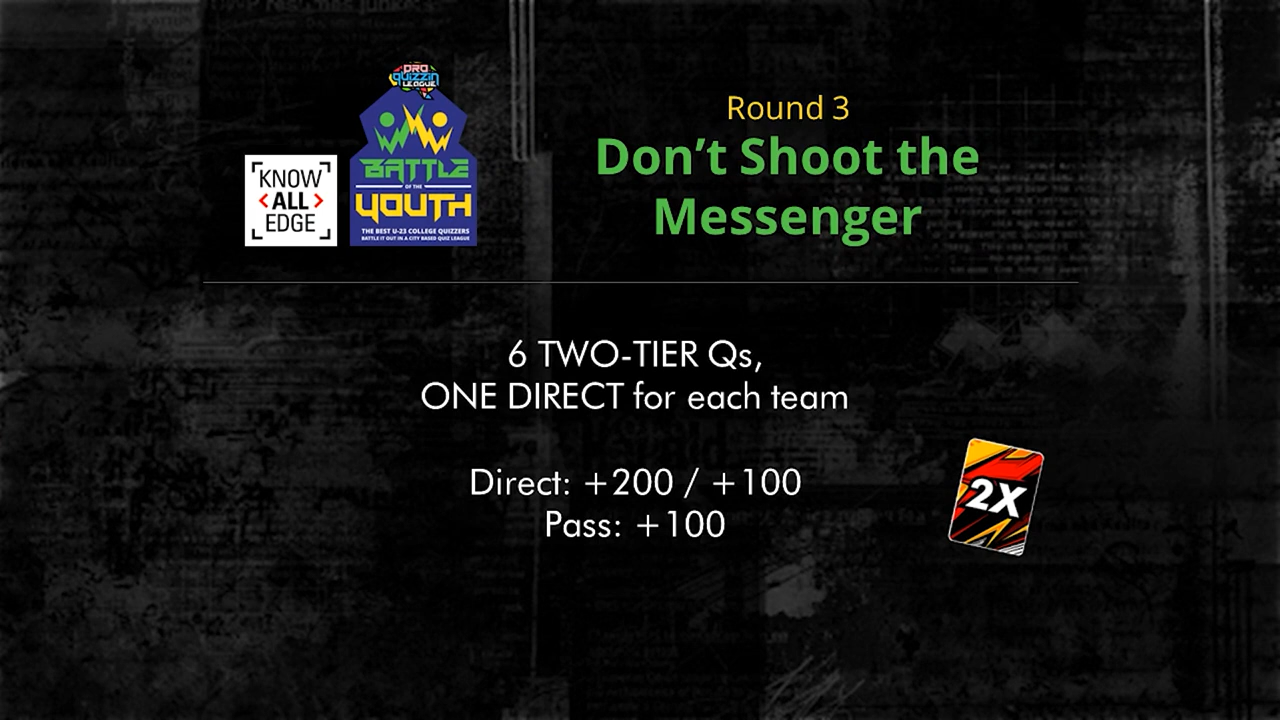 PRO
QUIZZIN
LEAGUE
BATTLE
OF THE
YOUTH
THE BEST U-23 COLLEGE QUIZZERS
BATTLE IT OUT IN A CITY BASED QUIZ LEAGUE
KNOW
<ALL>
EDGE
Round 3
Don’t Shoot the
Messenger
6 TWO-TIER Qs,
ONE DIRECT for each team
Direct: +200 / +100
Pass: +100
2X